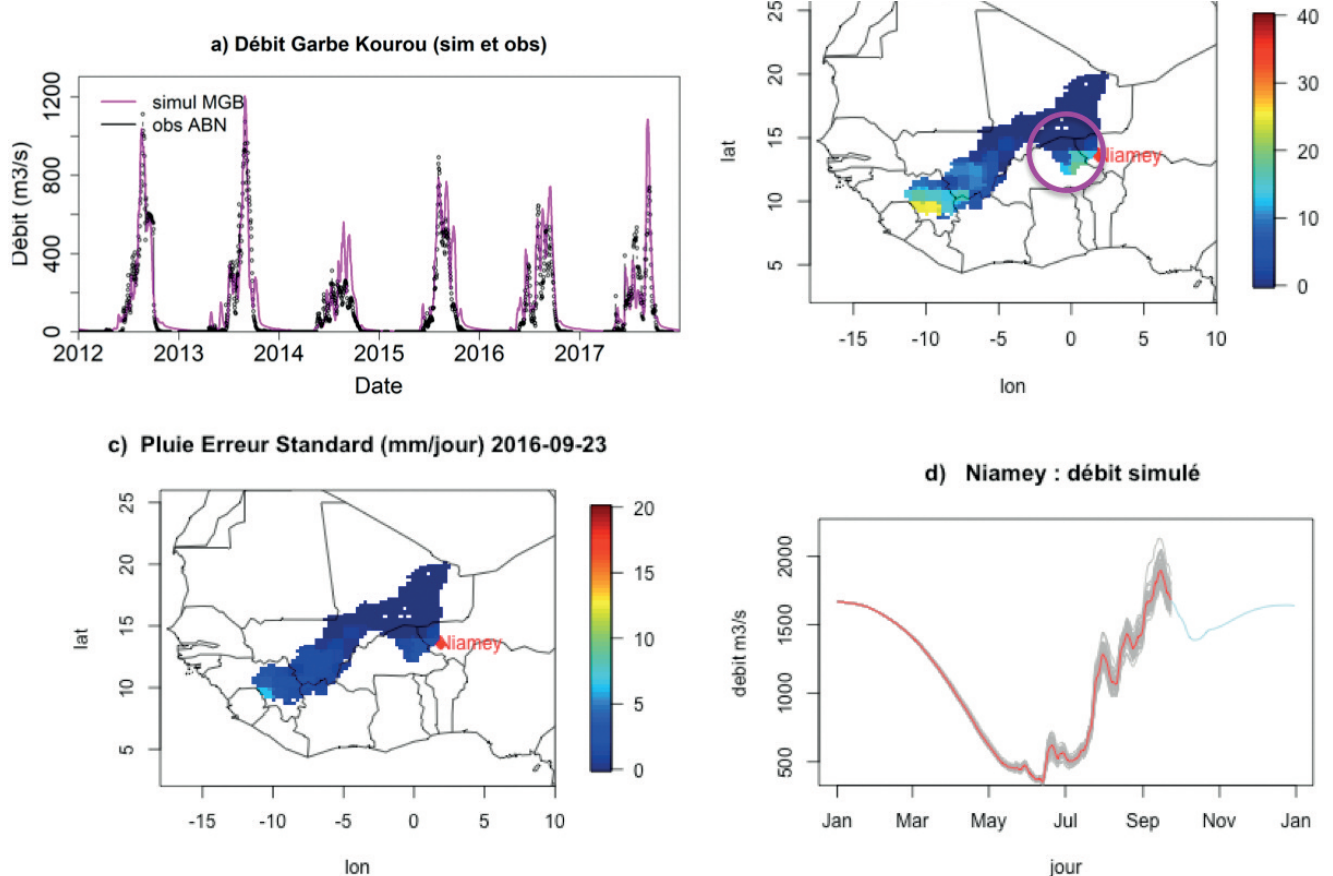 a) Débit Garbe Kourou (sim et obs)
Débit (m3/s)
0 400 800 1200
simul MGB
obs ABN
2012 2013 2014 2015 2016 2017
Date
lat
5 10 15 20 25
Niamey
-15 -10 -5 0 5 10
lon
40
30
20
10
0
c) Pluie Erreur Standard (mm/jour) 2016-09-23
lat
5 10 15 20 25
Niamey
-15 -10 -5 0 5 10
lon
20
15
10
5
0
d) Niamey : débit simulé
debit m3/s
500 1000 1500 2000
Jan Mar May Jul Sep Nov Jan
jour